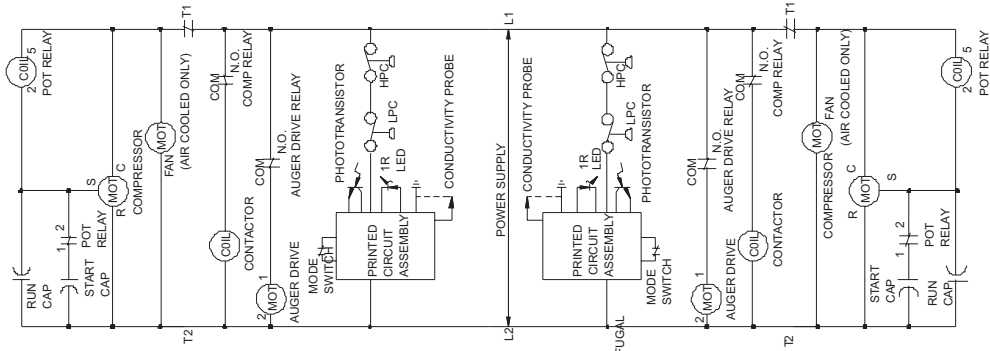 T1
L1
T1
COIL
2
5
POT RELAY
S
MOT
C
R
COMPRESSOR
MOT
FAN
(AIR COOLED ONLY)
COM
N.O.
COMP RELAY
COM
N.O.
AUGER DRIVE RELAY
PHOTOTRANSISTOR
HPC
LPC
1R
LED
CONDUCTIVITY PROBE
POWER SUPPLY
CONDUCTIVITY PROBE
HPC
LPC
1R
LED
PHOTOTRANSISTOR
COM
N.O.
AUGER DRIVE RELAY
COM
N.O.
COMP RELAY
MOT
FAN
(AIR COOLED ONLY)
COMPRESSOR
MOT
C
R
S
COIL
2
5
POT RELAY
RUN
CAP
START
CAP
1
2
POT
RELAY
COIL
CONTACTOR
2
MOT
1
AUGER DRIVE
MODE
SWITCH
PRINTED
CIRCUIT
ASSEMBLY
PRINTED
CIRCUIT
ASSEMBLY
MODE
SWITCH
2
MOT
1
AUGER DRIVE
COIL
CONTACTOR
1
2
POT
RELAY
START
CAP
RUN
CAP
T2
L2
FUGAL
T2